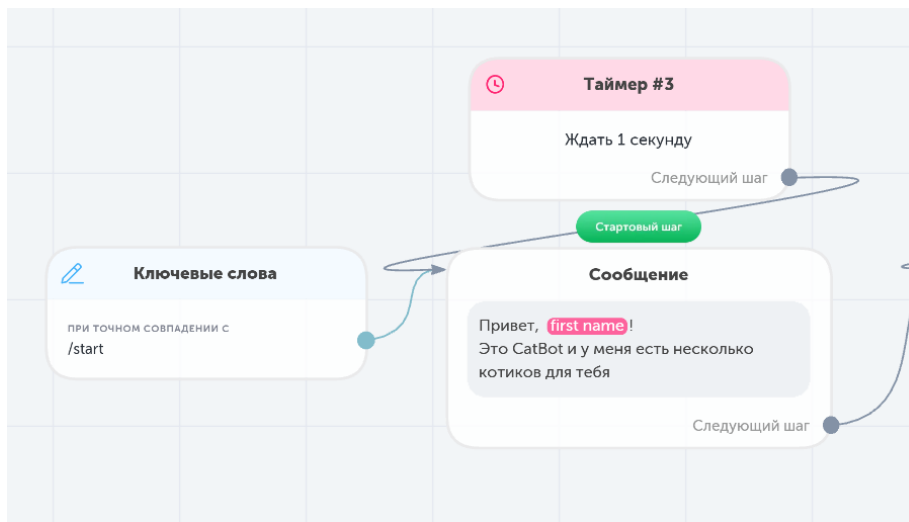 Таймер #3
Ждать 1 секунду
Следующий шаг
Стартовый шаг
Ключевые слова
ПРИ ТОЧНОМ СОВПАДЕНИИ С
/start
Сообщение
Привет, first name!
Это CatBot и у меня есть несколько
котиков для тебя
Следующий шаг